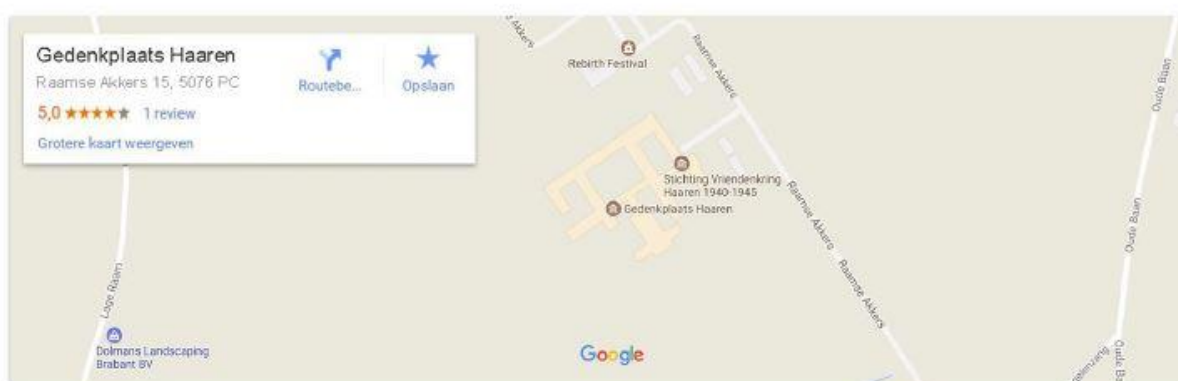 Gedenkplaats Haaren
Raamse Akkers 15, 5076 PC
5,0
1 review
Grotere kaart weergeven
Routebe...
Opslaan
Rebirth Festival
Raamse Akkers
Oude Baan
Stichting Vriendenkring
Haaren 1940-1945
Gedenkplaats Haaren
Raamse Akkers
Raamse Akkers
Oude Baan
Lage Raam
Dolmans Landscaping
Brabant BV
Google
Akkers